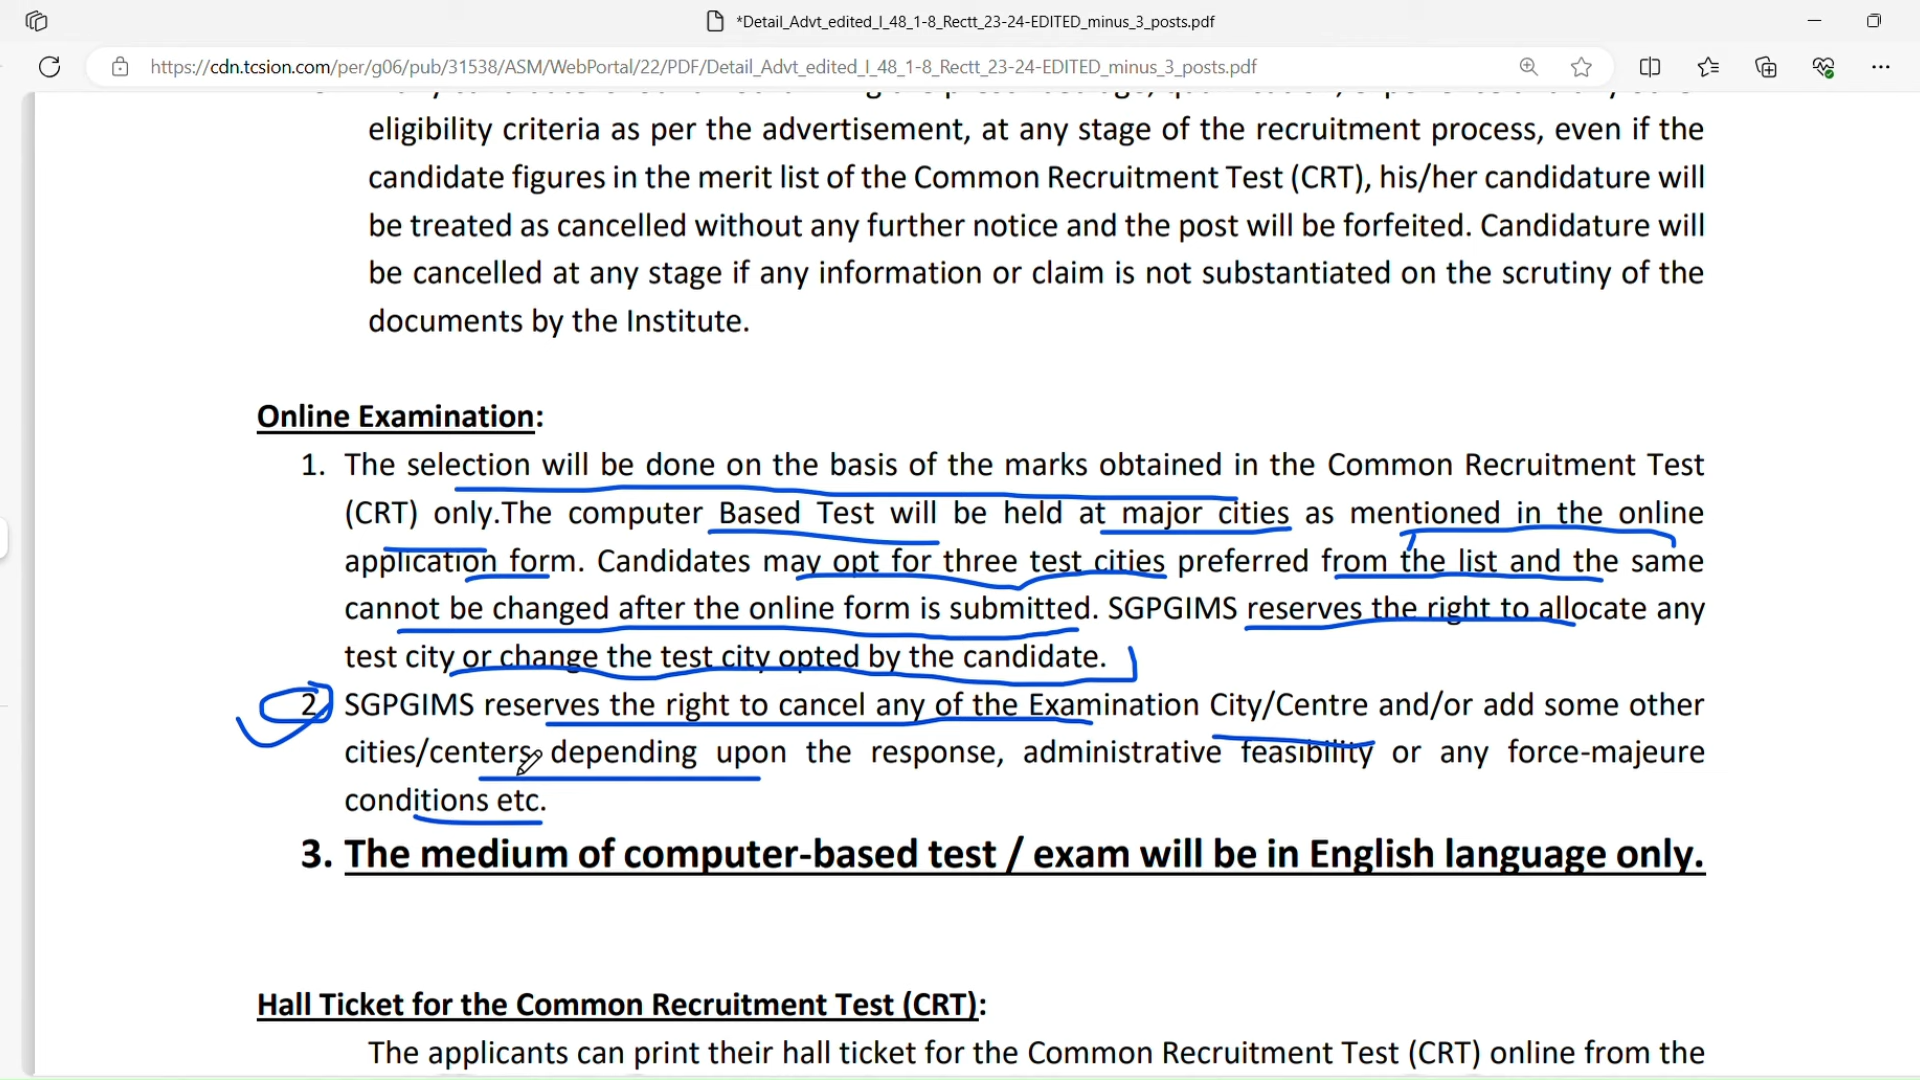 *Detail_Advt_edited_I_48_1-8_Rectt_23-24-EDITED_minus_3_posts.pdf
https://cdn.tcsion.com/per/g06/pub/31538/ASM/WebPortal/22/PDF/Detail_Advt_edited_I_48_1-8_Rectt_23-24-EDITED_minus_3_posts.pdf
eligibility criteria as per the advertisement, at any stage of the recruitment process, even if the
candidate figures in the merit list of the Common Recruitment Test (CRT), his/her candidature will
be treated as cancelled without any further notice and the post will be forfeited. Candidature will
be cancelled at any stage if any information or claim is not substantiated on the scrutiny of the
documents by the Institute.
Online Examination:
1. The selection will be done on the basis of the marks obtained in the Common Recruitment Test
(CRT) only.The computer Based Test will be held at major cities as mentioned in the online
application form. Candidates may opt for three test cities preferred from the list and the same
cannot be changed after the online form is submitted. SGPGIMS reserves the right to allocate any
test city or change the test city opted by the candidate.
2. SGPGIMS reserves the right to cancel any of the Examination City/Centre and/or add some other
cities/centers, depending upon the response, administrative feasibility or any force-majeure
conditions etc.
3. The medium of computer-based test / exam will be in English language only.
Hall Ticket for the Common Recruitment Test (CRT):
The applicants can print their hall ticket for the Common Recruitment Test (CRT) online from the